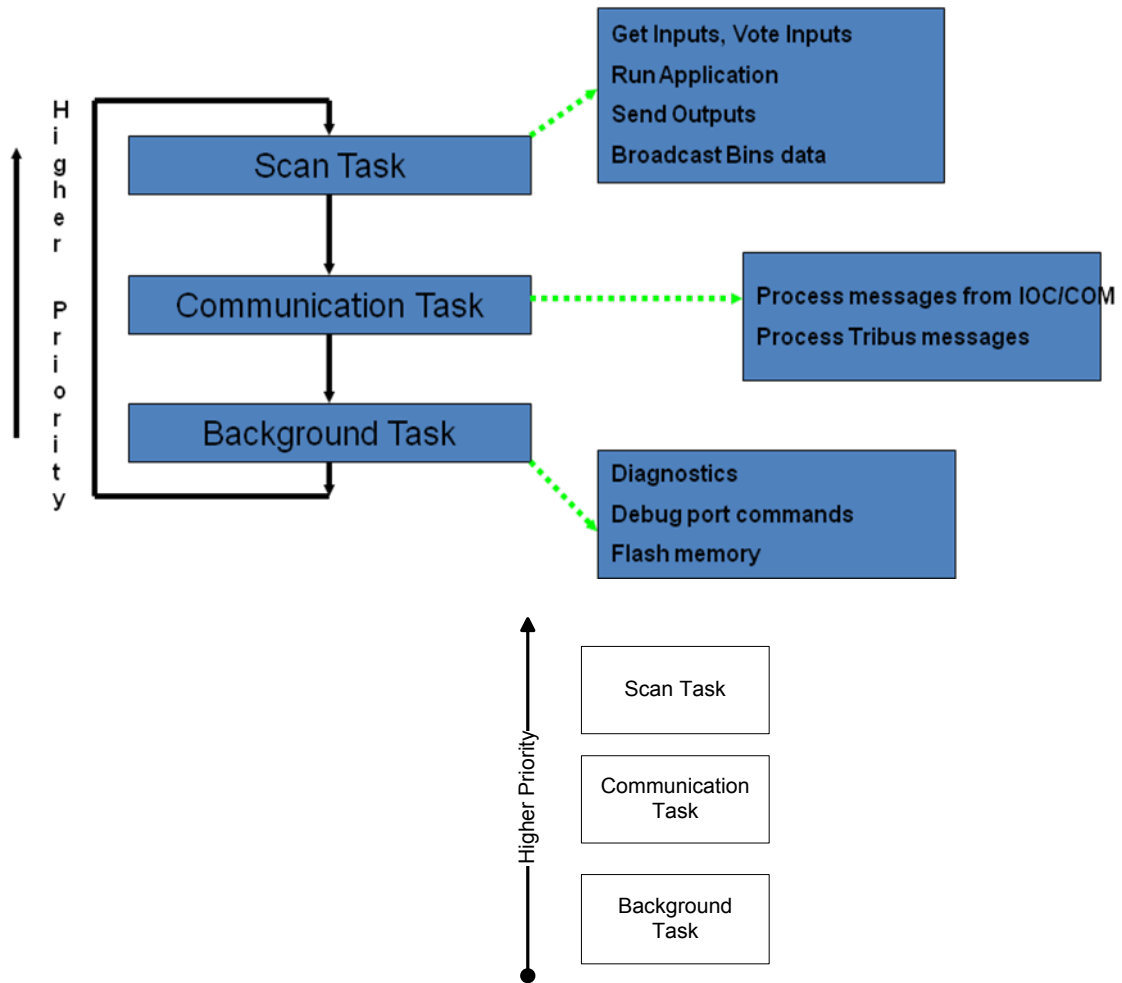 Higher Priority
Scan Task
Get Inputs, Vote Inputs
Run Application
Send Outputs
Broadcast Bins data
Communication Task
Process messages from IOC/COM
Process Tribus messages
Background Task
Diagnostics
Debug port commands
Flash memory
Higher Priority
Scan Task
Communication
Task
Background
Task